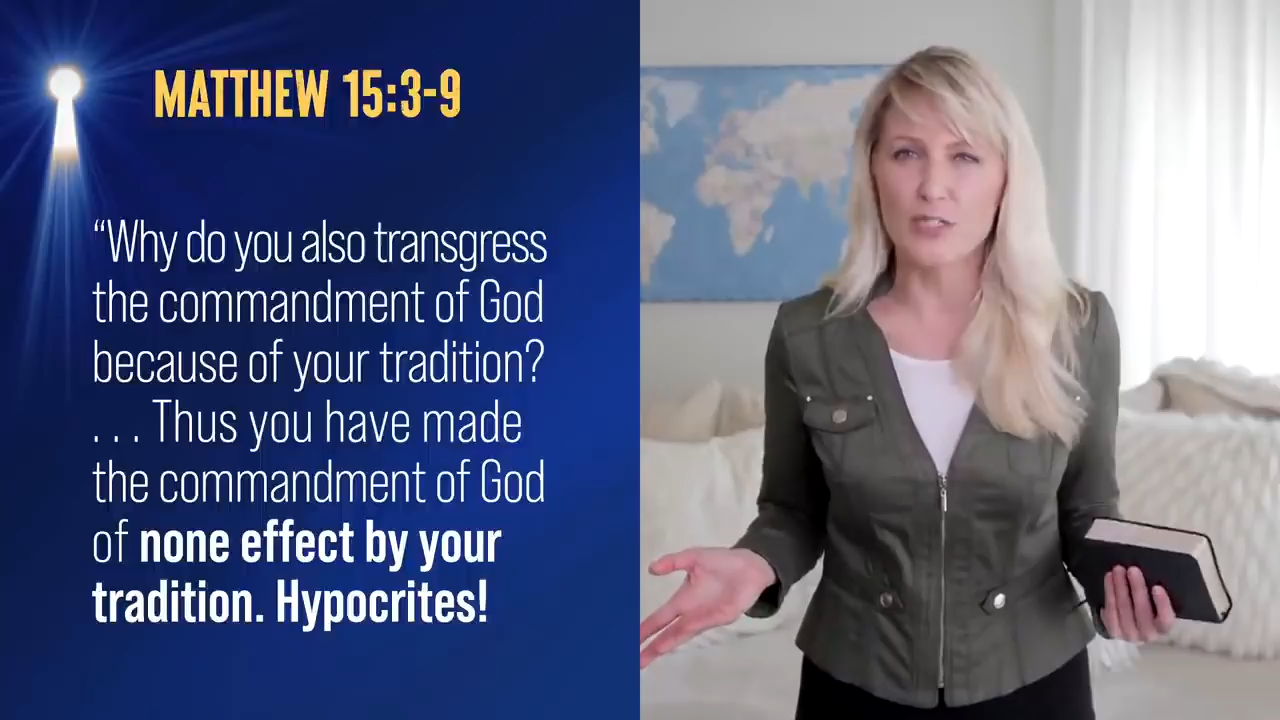 MATTHEW 15:3-9
“Why do you also transgress
the commandment of God
because of your tradition?
. . . Thus you have made
the commandment of God
of none effect by your
tradition. Hypocrites!